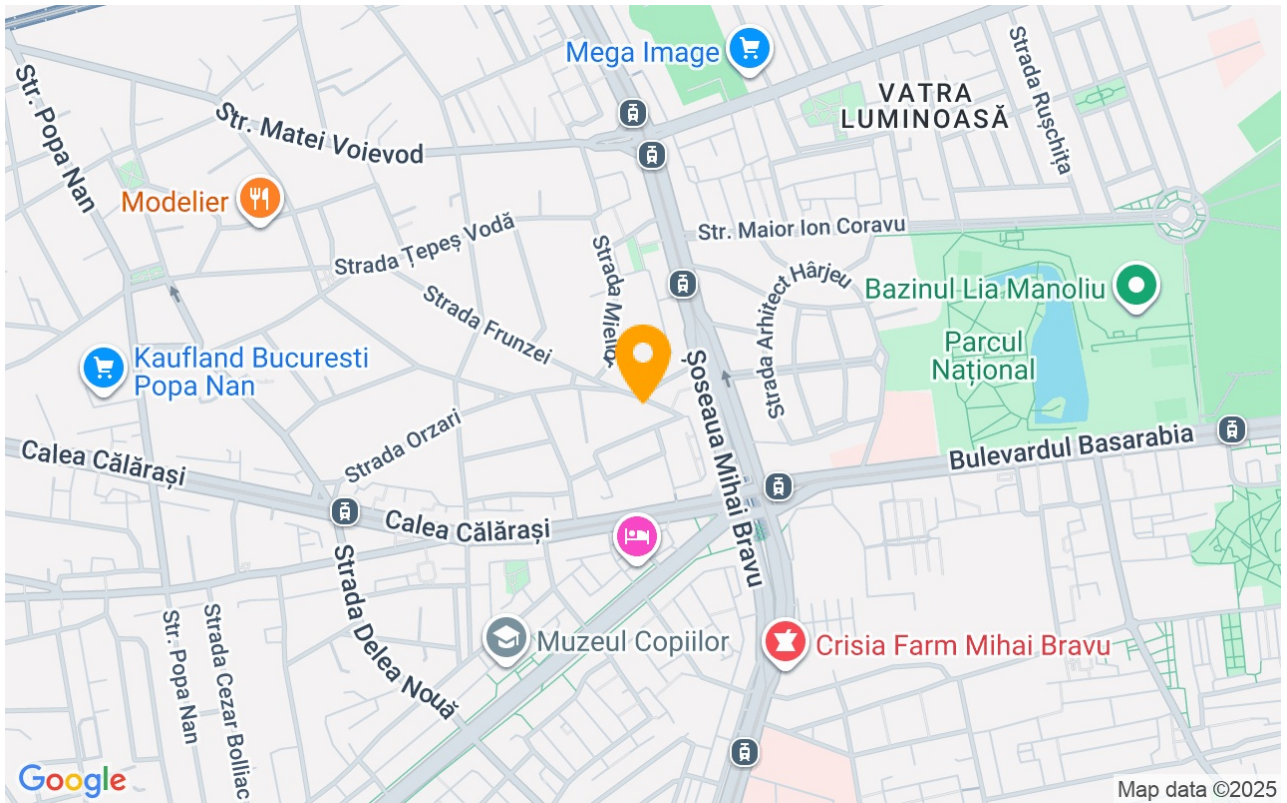 Mega Image
VATRA
LUMINOASĂ
Strada Rușchița
Str. Popa Nan
Str. Matei Voievod
Modelier
Strada Țepeș Vodă
Strada Mieilor
Str. Maior Ion Coravu
Strada Arhitect Hârjeu
Bazinul Lia Manoliu
Parcul
Național
Strada Frunzei
Kaufland Bucuresti
Popa Nan
Șoseaua Mihai Bravu
Strada Orzari
Bulevardul Basarabia
Calea Călărași
Calea Călărași
Strada Delea Nouă
Str. Popa Nan
Strada Cezar Bolliac
Muzeul Copiilor
Crisia Farm Mihai Bravu
Google
Map data ©2025